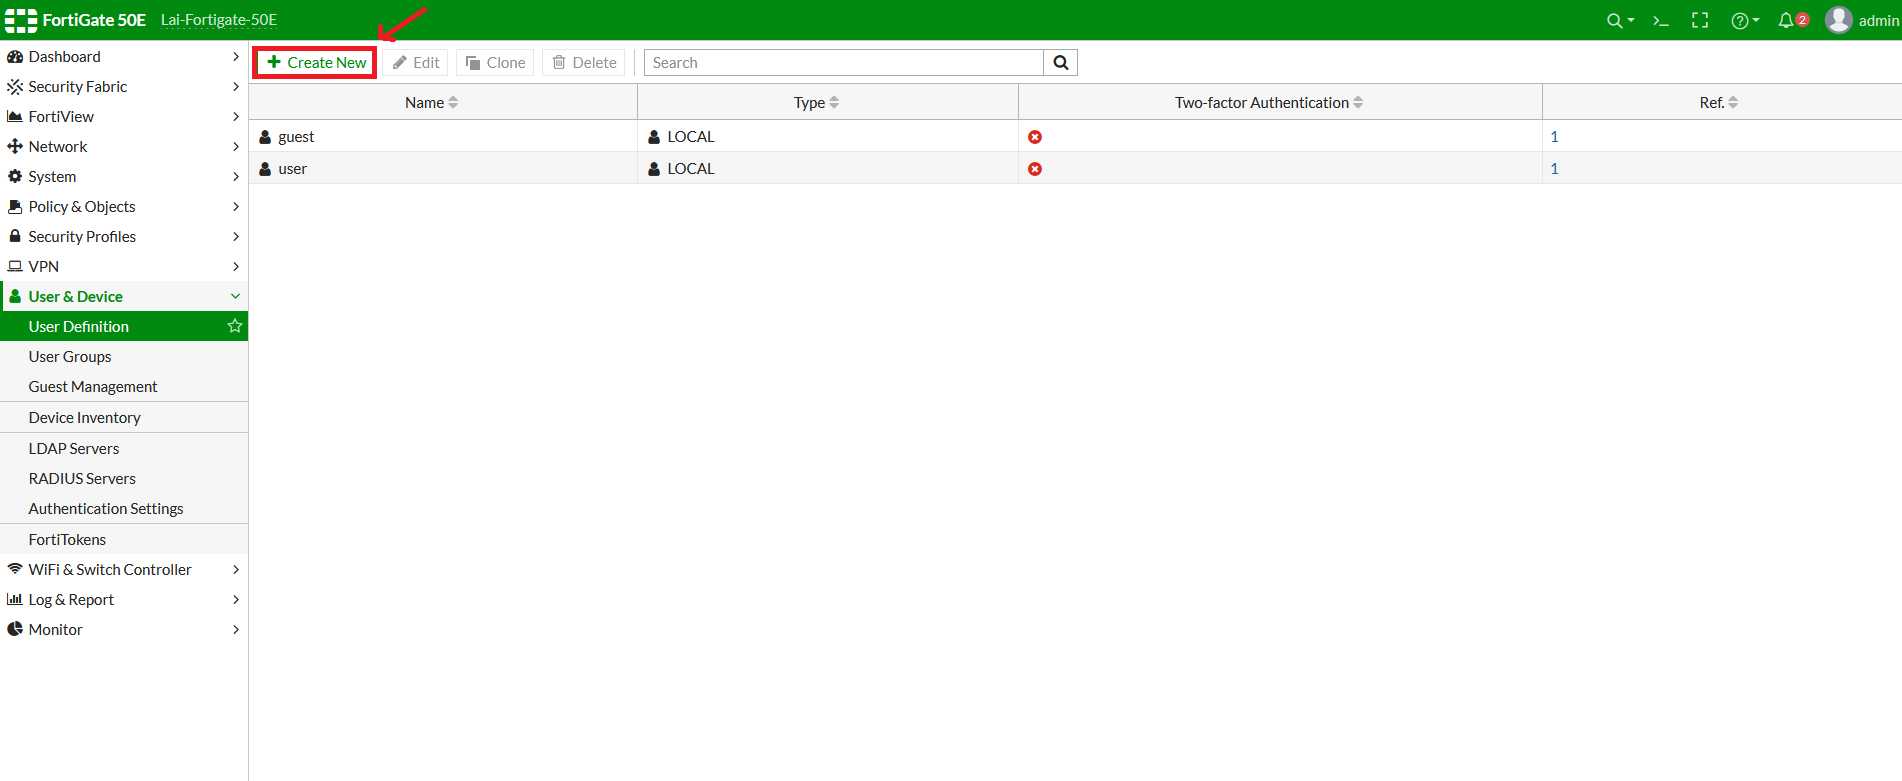 FortiGate 50E Lai-Fortigate-50E 2 admin
Dashboard
Security Fabric
FortiView
Network
System
Policy & Objects
Security Profiles
VPN
User & Device
User Definition
User Groups
Guest Management
Device Inventory
LDAP Servers
RADIUS Servers
Authentication Settings
FortiTokens
WiFi & Switch Controller
Log & Report
Monitor
Create New Edit Clone Delete Search
Name Type Two-factor Authentication Ref.
guest LOCAL 1
user LOCAL 1